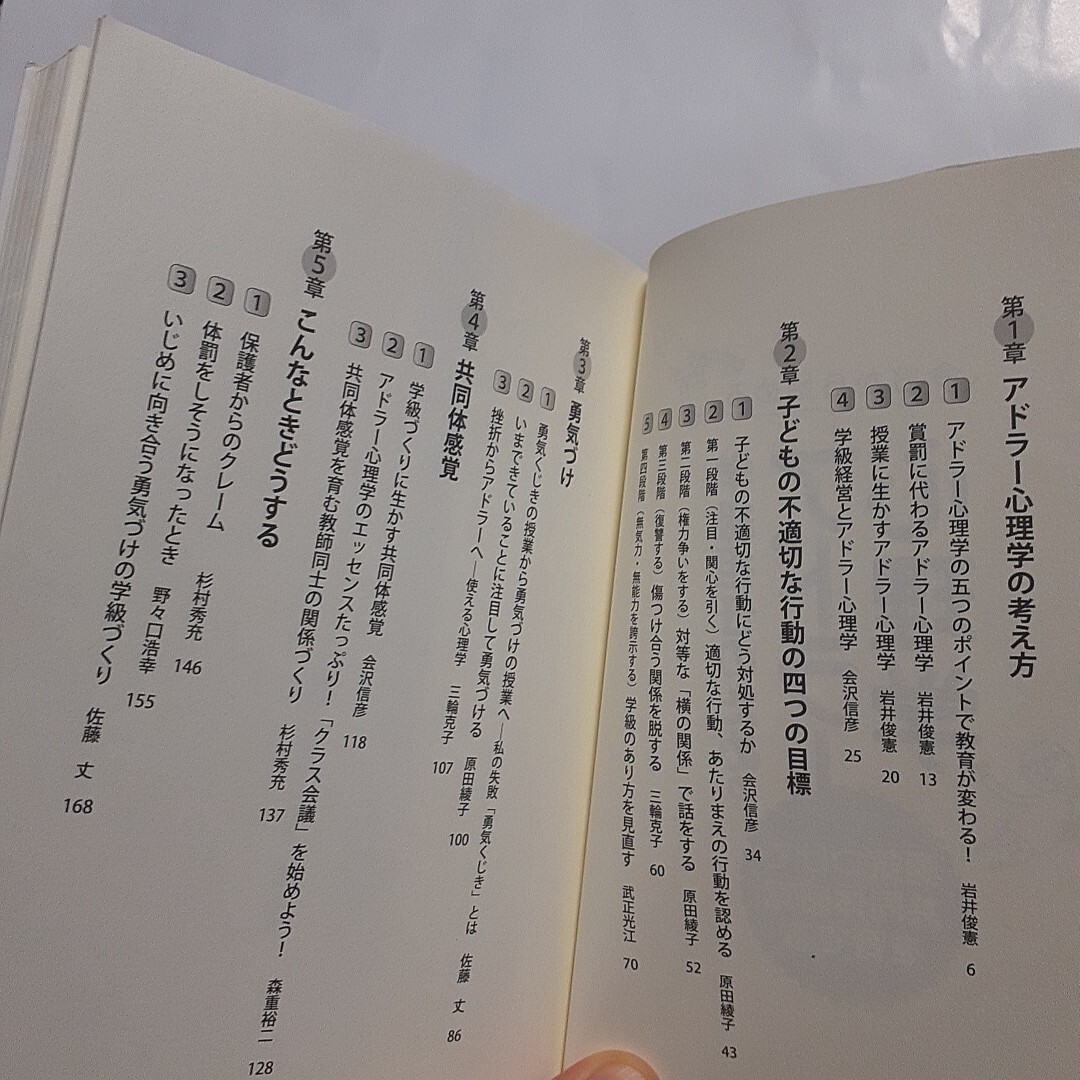 第1章 アドラー心理学の考え方
1 アドラー心理学の五つのポイントで教育が変わる！ 岩井俊憲 6
2 賞罰に代わるアドラー心理学 岩井俊憲 13
3 授業に生かすアドラー心理学 岩井俊憲 20
4 学級経営とアドラー心理学 会沢信彦 25
第2章 子どもの不適切な行動の四つの目標
1 子どもの不適切な行動にどう対処するか 会沢信彦 34
2 第一段階（注目・関心を引く）適切な行動、あたりまえの行動を認める 原田綾子 43
3 第二段階（権力争いをする）対等な「横の関係」で話をする 原田綾子 52
4 第三段階（復讐する）傷つけ合う関係を脱する 三輪克子 60
5 第四段階（無気力・無能力を誇示する）学級のあり方を見直す 武正光江 70
第3章 勇気づけ
1 勇気くじきの授業から勇気づけの授業へ―私の失敗「勇気くじき」とは 佐藤 丈 86
2 いまできていることに注目して勇気づける 原田綾子 100
3 挫折からアドラーへ―使える心理学 三輪克子 107
第4章 共同体感覚
1 学級づくりに生かす共同体感覚 会沢信彦 118
2 アドラー心理学のエッセンスたっぷり！「クラス会議」を始めよう！ 森重裕二 128
3 共同体感覚を育む教師同士の関係づくり 杉村秀充 137
第5章 こんなときどうする
1 保護者からのクレーム 杉村秀充 146
2 体罰をしそうになったとき 野々口浩幸 155
3 いじめに向き合う勇気づけの学級づくり 佐藤 丈 168